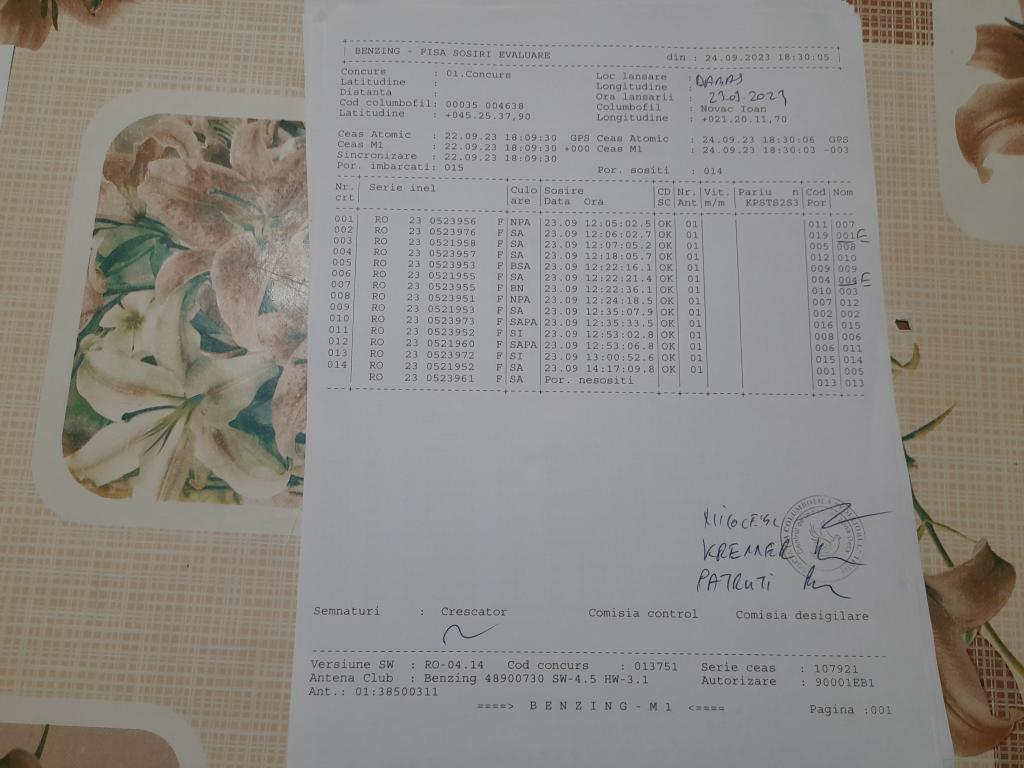 BENZING - FISA SOSIRI EVALUARE din : 24.09.2023 18:30:05
Concurs : 01.Concurs Loc lansare :
Latitudine : Longitudine :
Distanta : Ora lansarii : 23.09.2023
Cod columbofil: 00035 004638 Columbofil : Novac Ioan
Latitudine : +045.25.37,90 Longitudine : +021.20.11,70
Ceas Atomic : 22.09.23 18:09:30 GPS Ceas Atomic : 24.09.23 18:30:06 GPS
Ceas M1 : 22.09.23 18:09:30 +000 Ceas M1 : 24.09.23 18:30:03 -003
Sincronizare : 22.09.23 18:09:30
Por. imbarcati: 015 Por. sositi : 014
Nr. Serie inel Culo Sosire CD Nr. Vit. Pariu n Cod Nom
crt are Data Ora SC Ant m/m KPSTS2S3 Por
001 RO 23 0523956 F NPA 23.09 12:05:02.5 OK 01 011 007
002 RO 23 0523976 F SA 23.09 12:06:02.7 OK 01 019 001 E
003 RO 23 0521958 F SA 23.09 12:07:05.2 OK 01 005 008
004 RO 23 0523957 F SA 23.09 12:18:05.7 OK 01 012 010
005 RO 23 0523953 F BSA 23.09 12:22:16.1 OK 01 009 009
006 RO 23 0521955 F SA 23.09 12:22:21.4 OK 01 004 004 E
007 RO 23 0523955 F BN 23.09 12:22:36.1 OK 01 010 003
008 RO 23 0523951 F NPA 23.09 12:24:18.5 OK 01 007 012
009 RO 23 0521953 F SA 23.09 12:35:07.9 OK 01 002 002
010 RO 23 0523973 F SAPA 23.09 12:35:33.5 OK 01 016 015
011 RO 23 0523952 F SI 23.09 12:53:02.8 OK 01 008 006
012 RO 23 0521960 F SAPA 23.09 12:53:06.8 OK 01 006 011
013 RO 23 0523972 F SI 23.09 13:00:52.6 OK 01 015 014
014 RO 23 0521952 F SA 23.09 14:17:09.8 OK 01 001 005
RO 23 0523961 F SA Por. nesositi 013 013
KREMER
PATRUTI
Semnaturi : Crescator Comisia control Comisia desigilare
Versiune SW : RO-04.14 Cod concurs : 013751 Serie ceas : 107921
Antena Club : Benzing 48900730 SW-4.5 HW-3.1 Autorizare : 90001EB1
Ant.: 01:38500311
====> B E N Z I N G - M 1 <==== Pagina :001